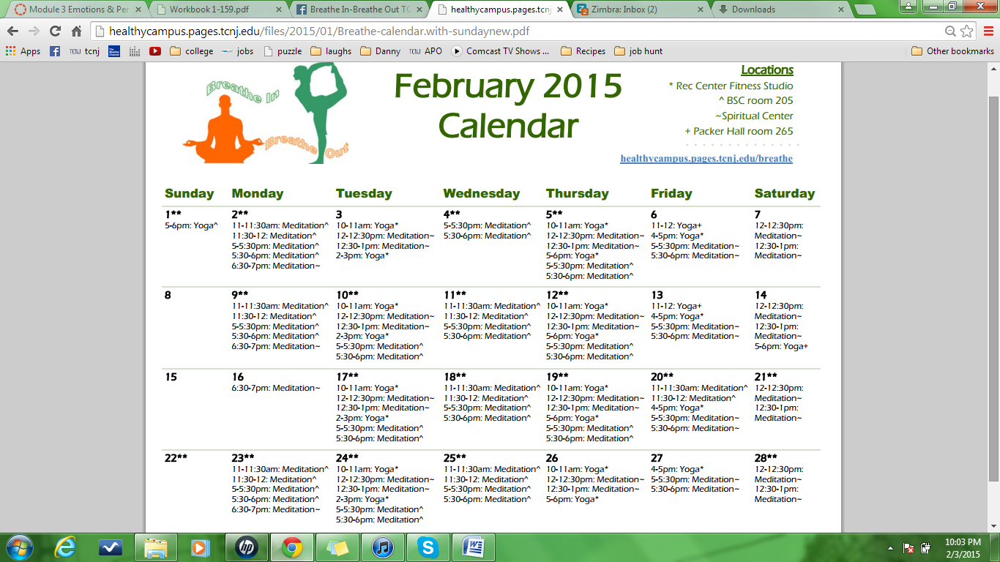 Module 3 Emotions & Per
Workbook 1-159.pdf
Breathe In-Breathe Out TC
healthycampus.pages.tcnj
Zimbra: Inbox (2)
Downloads
healthycampus.pages.tcnj.edu/files/2015/01/Breathe-calendar.with-sundaynew.pdf
Apps
TCNJ tcnj
college
jobs
puzzle
laughs
Danny
TCNJ APO
Comcast TV Shows ...
Recipes
job hunt
Other bookmarks
Breathe In
Breathe Out
February 2015
Calendar
Locations
* Rec Center Fitness Studio
^ BSC room 205
~Spiritual Center
+ Packer Hall room 265
healthycampus.pages.tcnj.edu/breathe
Sunday Monday Tuesday Wednesday Thursday Friday Saturday
1**
5-6pm: Yoga^
2**
11-11:30am: Meditation^
11:30-12: Meditation^
5-5:30pm: Meditation^
5:30-6pm: Meditation^
6:30-7pm: Meditation~
3
10-11am: Yoga*
12-12:30pm: Meditation~
12:30-1pm: Meditation~
2-3pm: Yoga*
4**
5-5:30pm: Meditation^
5:30-6pm: Meditation^
5**
10-11am: Yoga*
12-12:30pm: Meditation~
12:30-1pm: Meditation~
5-6pm: Yoga*
5-5:30pm: Meditation^
5:30-6pm: Meditation^
6
11-12: Yoga+
4-5pm: Yoga*
5-5:30pm: Meditation~
5:30-6pm: Meditation~
7
12-12:30pm:
Meditation~
12:30-1pm:
Meditation~
8
9**
11-11:30am: Meditation^
11:30-12: Meditation^
5-5:30pm: Meditation^
5:30-6pm: Meditation^
6:30-7pm: Meditation~
10**
10-11am: Yoga*
12-12:30pm: Meditation~
12:30-1pm: Meditation~
2-3pm: Yoga*
5-5:30pm: Meditation^
5:30-6pm: Meditation^
11**
11-11:30am: Meditation^
11:30-12: Meditation^
5-5:30pm: Meditation^
5:30-6pm: Meditation^
12**
10-11am: Yoga*
12-12:30pm: Meditation~
12:30-1pm: Meditation~
5-6pm: Yoga*
5-5:30pm: Meditation^
5:30-6pm: Meditation^
13
11-12: Yoga+
4-5pm: Yoga*
5-5:30pm: Meditation~
5:30-6pm: Meditation~
14
12-12:30pm:
Meditation~
12:30-1pm:
Meditation~
5-6pm: Yoga+
15
16
6:30-7pm: Meditation~
17**
10-11am: Yoga*
12-12:30pm: Meditation~
12:30-1pm: Meditation~
2-3pm: Yoga*
5-5:30pm: Meditation^
5:30-6pm: Meditation^
18**
11-11:30am: Meditation^
11:30-12: Meditation^
5-5:30pm: Meditation^
5:30-6pm: Meditation^
19**
10-11am: Yoga*
12-12:30pm: Meditation~
12:30-1pm: Meditation~
5-6pm: Yoga*
5-5:30pm: Meditation^
5:30-6pm: Meditation^
20**
11-11:30am: Meditation^
11:30-12: Meditation^
4-5pm: Yoga*
5-5:30pm: Meditation~
5:30-6pm: Meditation~
21**
12-12:30pm:
Meditation~
12:30-1pm:
Meditation~
22**
23**
11-11:30am: Meditation^
11:30-12: Meditation^
5-5:30pm: Meditation^
5:30-6pm: Meditation^
6:30-7pm: Meditation~
24**
10-11am: Yoga*
12-12:30pm: Meditation~
12:30-1pm: Meditation~
2-3pm: Yoga*
5-5:30pm: Meditation^
5:30-6pm: Meditation^
25**
11-11:30am: Meditation^
11:30-12: Meditation^
5-5:30pm: Meditation^
5:30-6pm: Meditation^
26
10-11am: Yoga*
12-12:30pm: Meditation~
12:30-1pm: Meditation~
5-6pm: Yoga*
27
4-5pm: Yoga*
5-5:30pm: Meditation~
5:30-6pm: Meditation~
28**
12-12:30pm:
Meditation~
12:30-1pm:
Meditation~
10:03 PM
2/3/2015